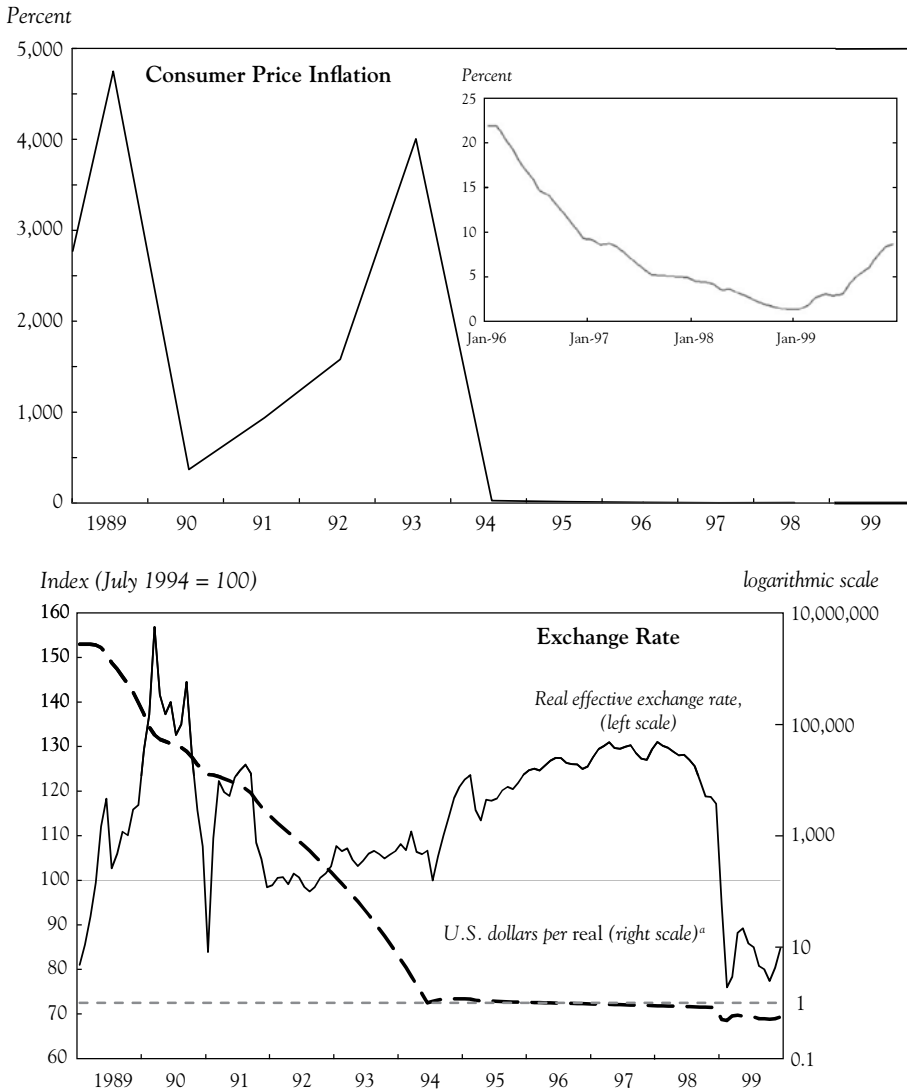 Percent
5,000
4,000
3,000
2,000
1,000
0
Consumer Price Inflation
1989 90 91 92 93 94 95 96 97 98 99
Percent
25
20
15
10
5
0
Jan-96 Jan-97 Jan-98 Jan-99
Index (July 1994 = 100)
logarithmic scale
160
150
140
130
120
110
100
90
80
70
60
Exchange Rate
Real effective exchange rate,
(left scale)
U.S. dollars per real (right scale)ᵃ
10,000,000
100,000
1,000
10
1
0.1
1989 90 91 92 93 94 95 96 97 98 99